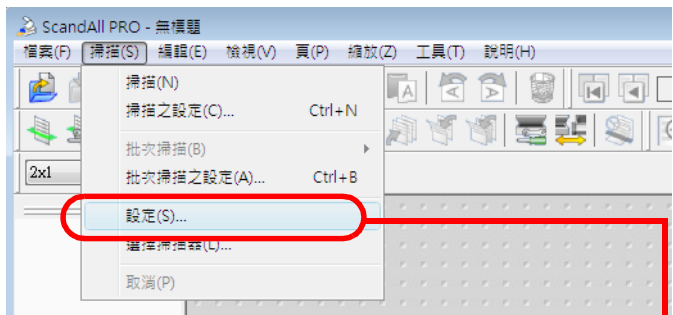 ScandAll PRO - 無標題
檔案(F) 掃描(S) 編輯(E) 檢視(V) 頁(P) 縮放(Z) 工具(T) 說明(H)
掃描(N)
掃描之設定(C)... Ctrl+N
批次掃描(B)
批次掃描之設定(A)... Ctrl+B
2x1
設定(S)...
選擇掃描器(L)...
取消(P)